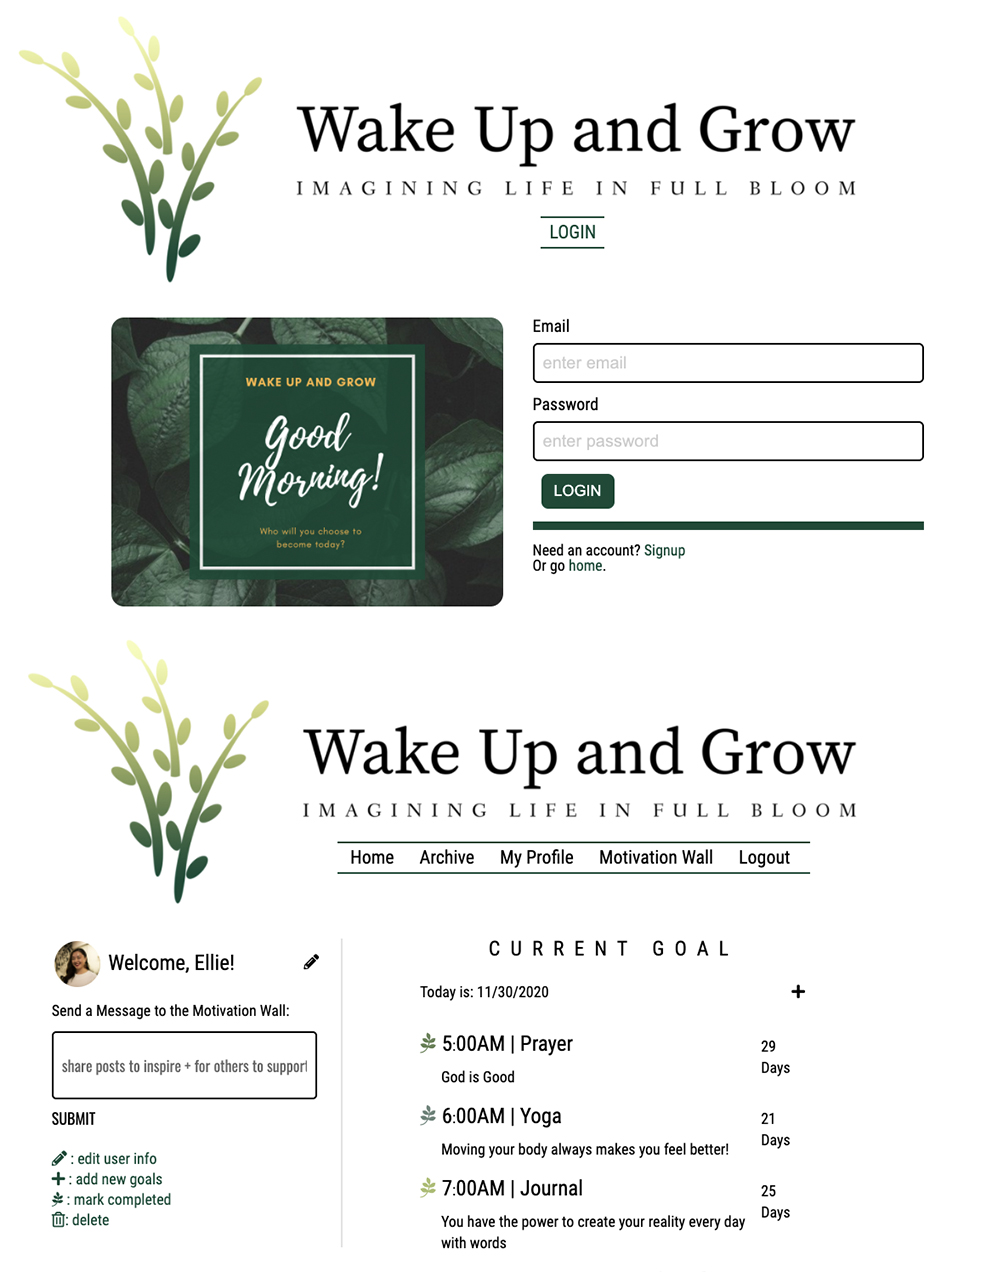 Wake Up and Grow
IMAGINING LIFE IN FULL BLOOM
LOGIN
WAKE UP AND GROW
Good
Morning!
Who will you choose to
become today?
Email
enter email
Password
enter password
LOGIN
Need an account? Signup
Or go home.
Wake Up and Grow
IMAGINING LIFE IN FULL BLOOM
Home Archive My Profile Motivation Wall Logout
Welcome, Ellie!
Send a Message to the Motivation Wall:
share posts to inspire + for others to support
SUBMIT
: edit user info
: add new goals
: mark completed
: delete
CURRENT GOAL
Today is: 11/30/2020
5:00AM | Prayer
God is Good
29
Days
6:00AM | Yoga
Moving your body always makes you feel better!
21
Days
7:00AM | Journal
You have the power to create your reality every day
with words
25
Days